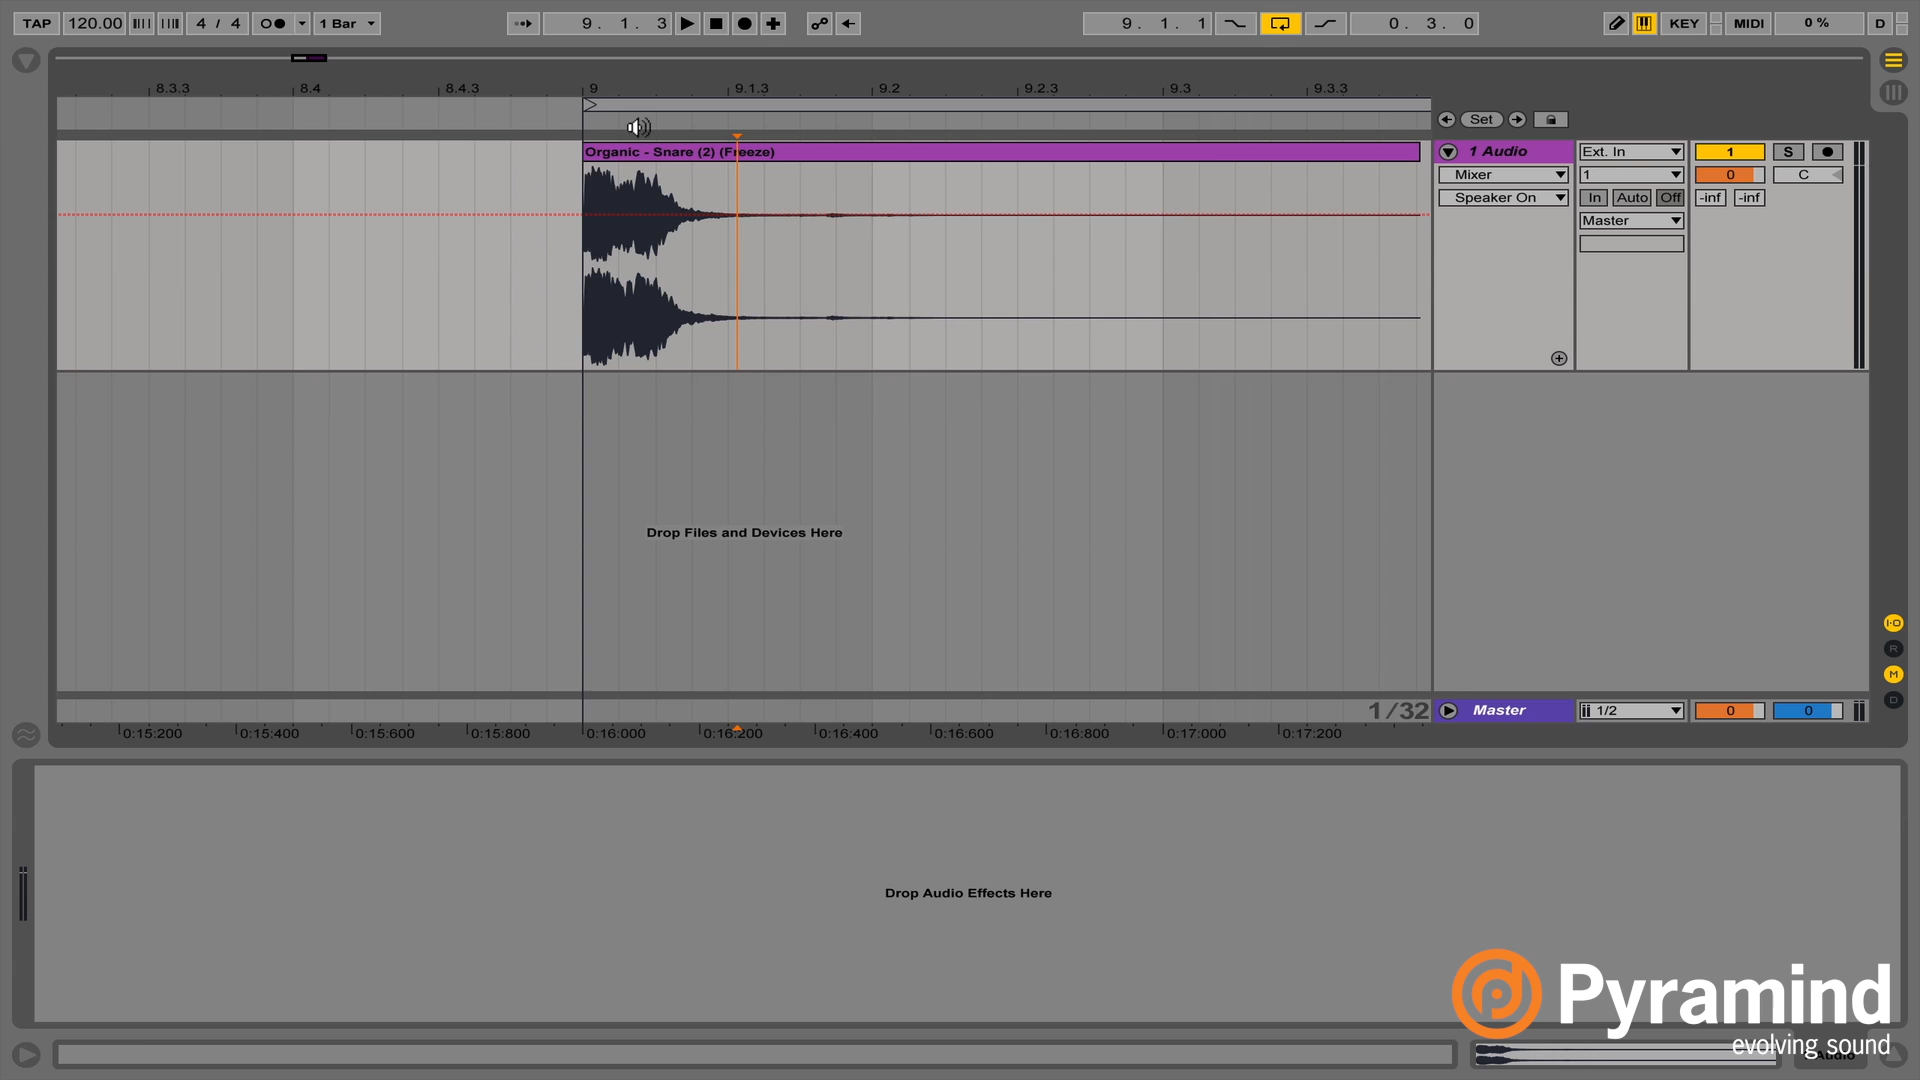 TAP 120.00 4 / 4 1 Bar 9. 1. 3 9. 1. 1 0. 3. 0 KEY MIDI 0 % D
8.3.3 8.4 8.4.3 9 9.1.3 9.2 9.2.3 9.3 9.3.3
Set
Organic - Snare (2) (Freeze) 1 Audio Ext. In 1 S
Mixer 1 0 C
Speaker On In Auto Off -inf -inf
Master
Drop Files and Devices Here
I·O
R
M
D
1/32 Master 1/2 0 0
0:15:200 0:15:400 0:15:600 0:15:800 0:16:000 0:16:200 0:16:400 0:16:600 0:16:800 0:17:000 0:17:200
Drop Audio Effects Here
Pyramind
evolving sound